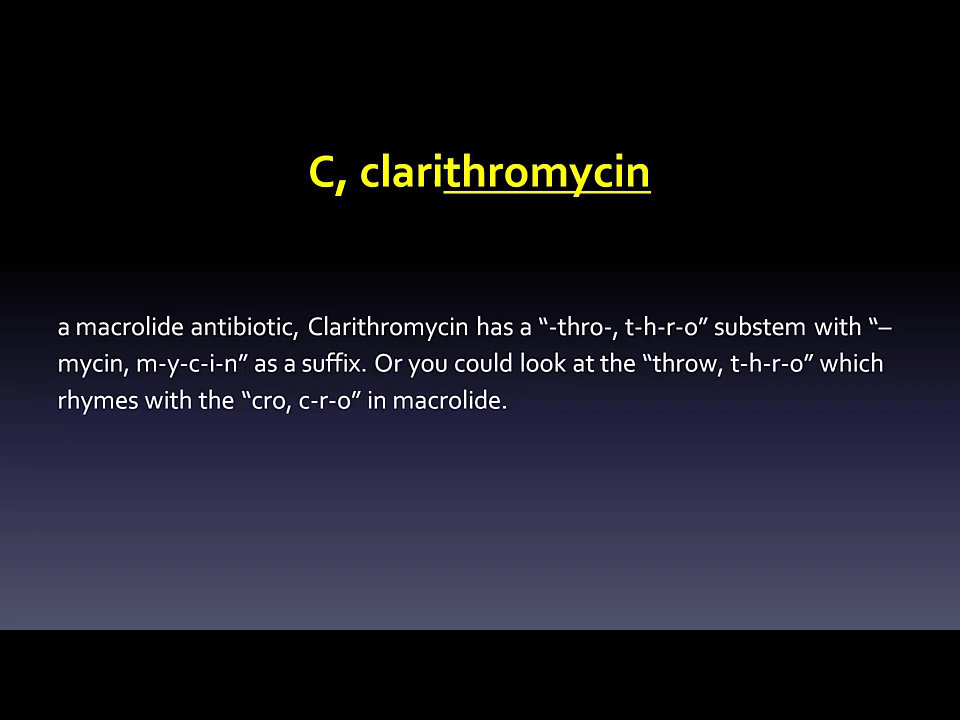 C, clarithromycin
a macrolide antibiotic, Clarithromycin has a “-thro-, t-h-r-o” substem with “–
mycin, m-y-c-i-n” as a suffix. Or you could look at the “throw, t-h-r-o” which
rhymes with the “cro, c-r-o” in macrolide.